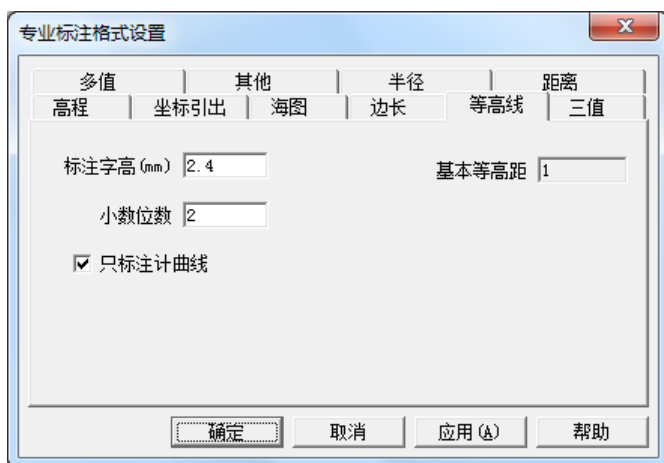 专业标注格式设置
多值 其他 半径 距离
高程 坐标引出 海图 边长 等高线 三值
标注字高(mm) 2.4 基本等高距 1
小数位数 2
只标注计曲线
确定 取消 应用(A) 帮助